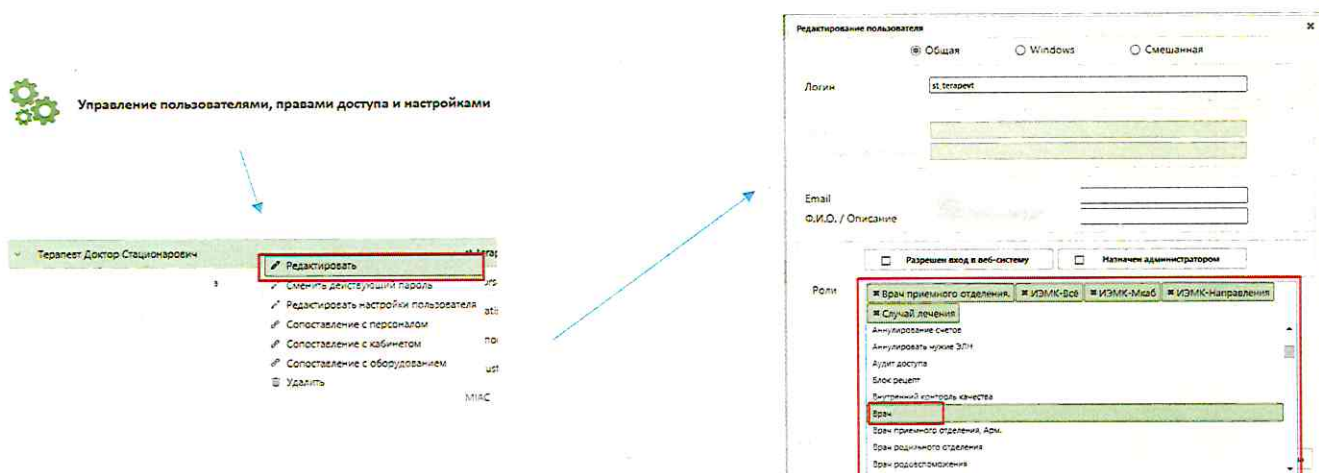 Управление пользователями, правами доступа и настройками
Терапест Доктор Стационарович
Редактировать
Сменить действующий пароль
Редактировать настройки пользователя
Сопоставление с персоналом
Сопоставление с кабинетом
Сопоставление с оборудованием
Удалить
MIAC
Редактирование пользователя
Общая Windows Смешанная
Логин st_terapevt
Email
Ф.И.О. / Описание
Разрешен вход в веб-систему Назначен администратором
Роли
Врач приемного отделения, ИЭМК-Всё ИЭМК-Мкаб ИЭМК-Направления
Случай лечения
Аннулирование счетов
Аннулировать чужие ЭЛН
Аудит доступа
Блок рецепт
Внутренний контроль качества
Врач
Врач приемного отделения, Арм.
Врач родильного отделения
Врач родовспоможения